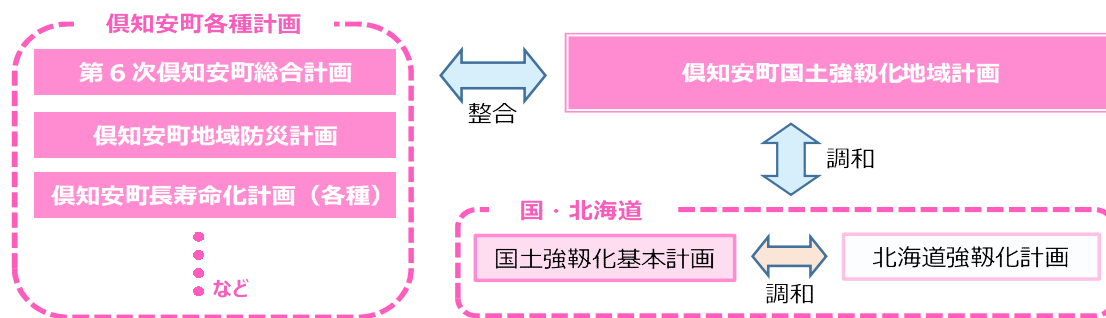 倶知安町各種計画
第6次倶知安町総合計画
倶知安町地域防災計画
倶知安町長寿命化計画（各種）
など
整合
倶知安町国土強靱化地域計画
調和
国・北海道
国土強靱化基本計画
調和
北海道強靱化計画